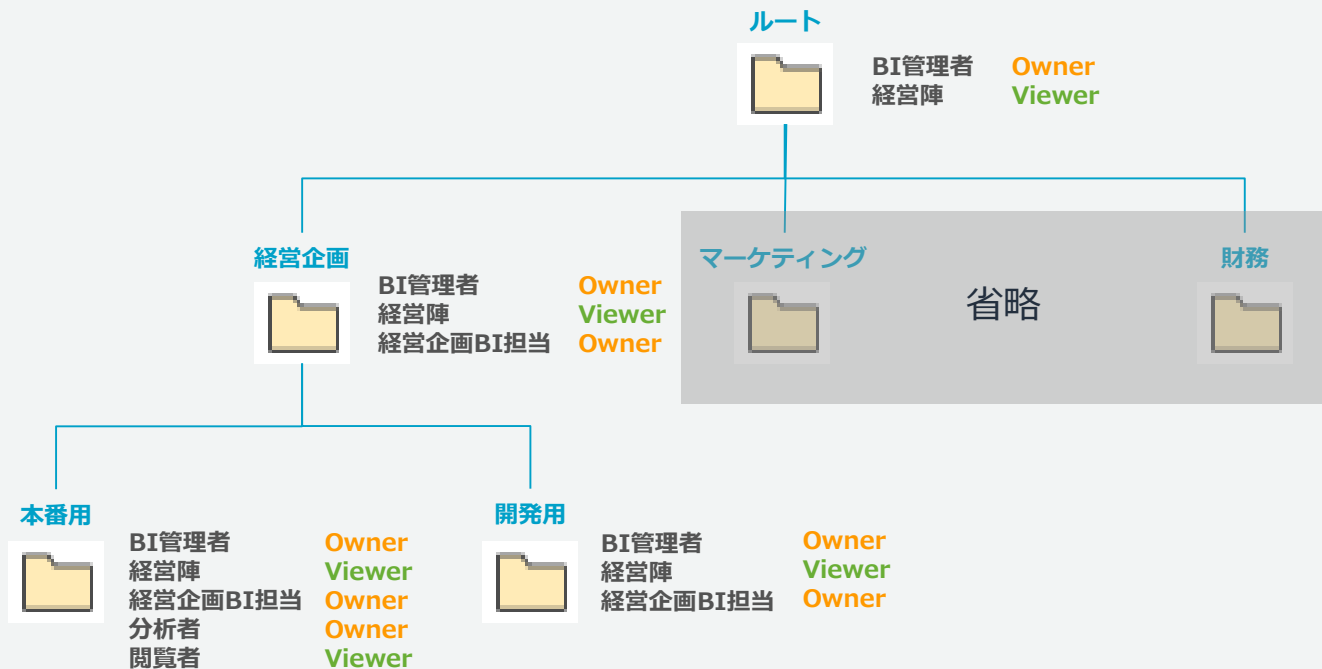 ルート
BI管理者 Owner
経営陣 Viewer
経営企画
BI管理者 Owner
経営陣 Viewer
経営企画BI担当 Owner
マーケティング
省略
財務
本番用
BI管理者 Owner
経営陣 Viewer
経営企画BI担当 Owner
分析者 Owner
閲覧者 Viewer
開発用
BI管理者 Owner
経営陣 Viewer
経営企画BI担当 Owner